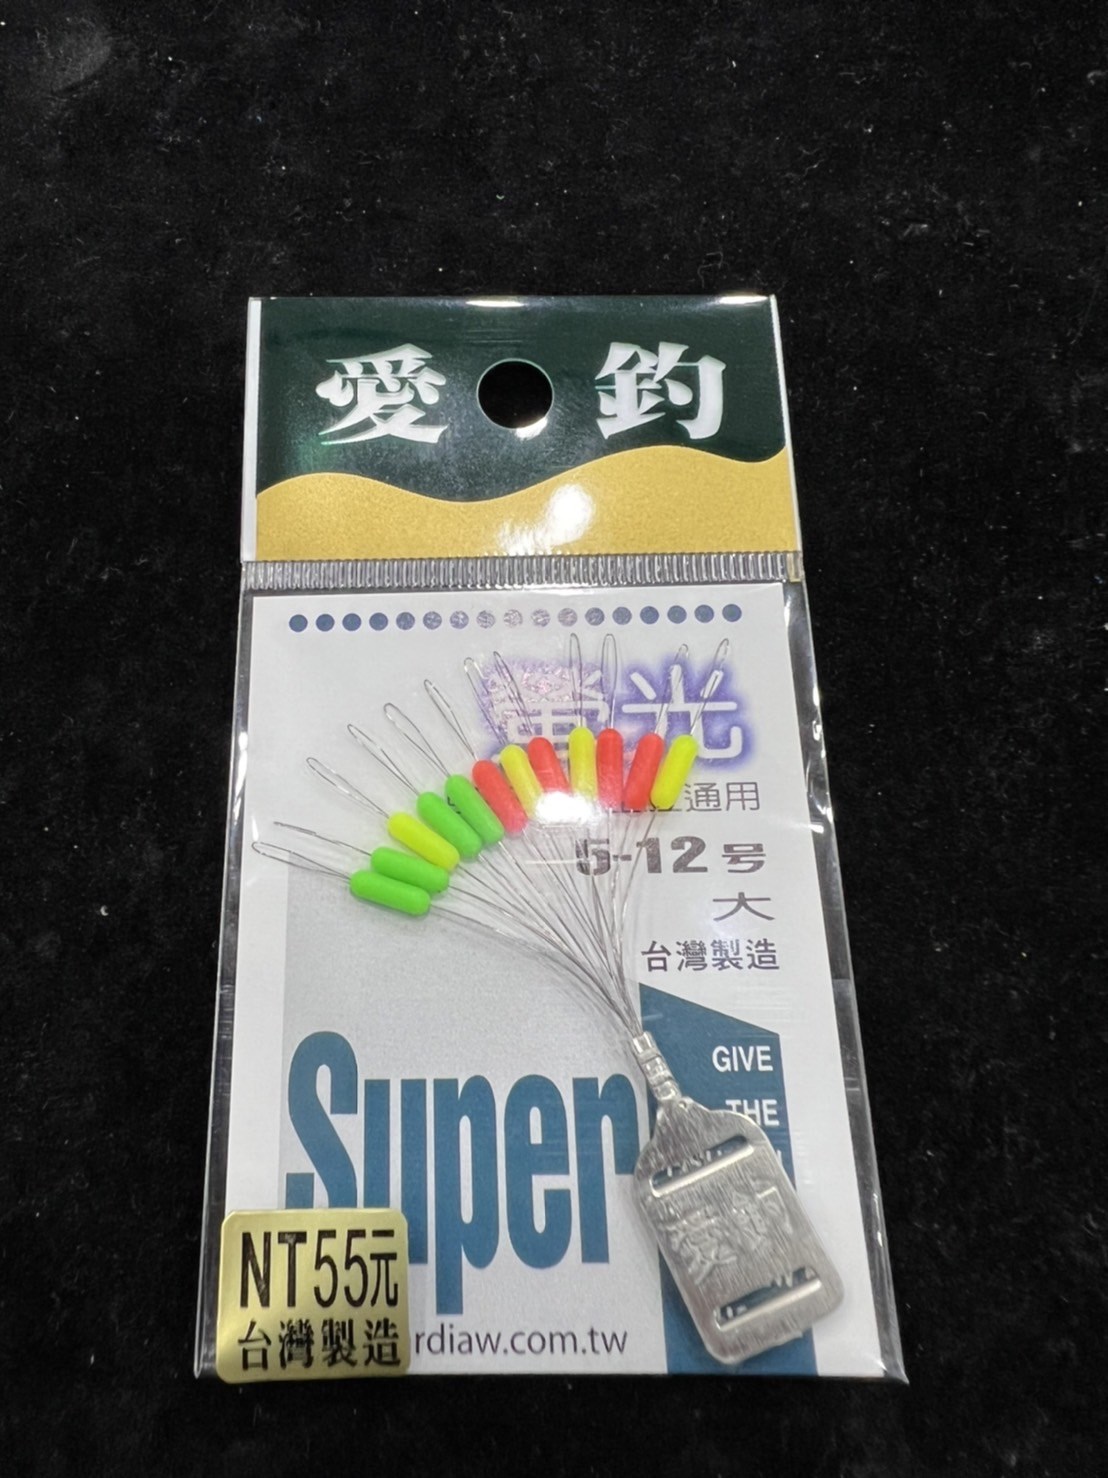 愛 釣
螢光
通用
5-12号
大
台灣製造
GIVE
THE
Super
NT55元
台灣製造
rdiaw.com.tw